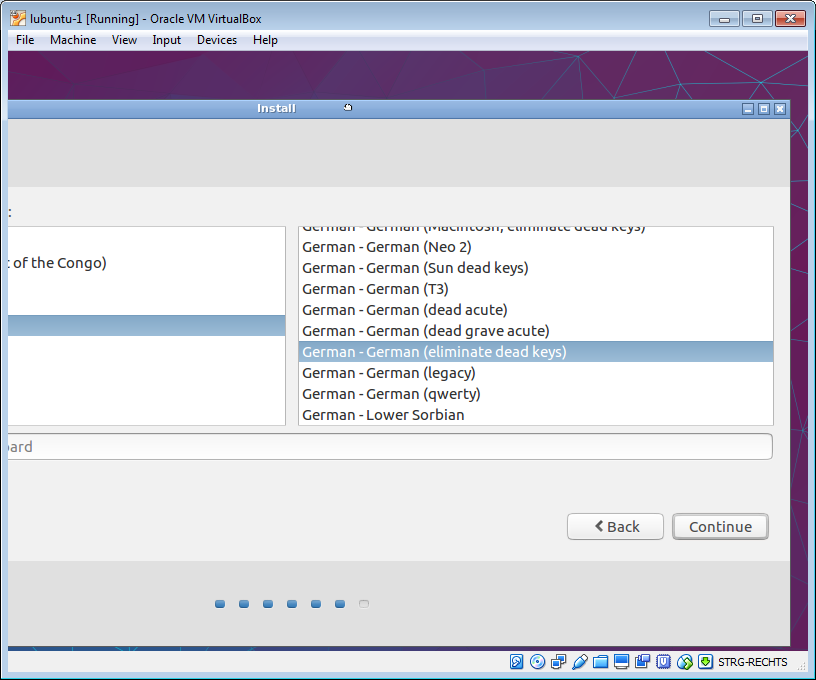 lubuntu-1 [Running] - Oracle VM VirtualBox
File Machine View Input Devices Help
Install
:
German - German (Macintosh, eliminate dead keys)
German - German (Neo 2)
t of the Congo)
German - German (Sun dead keys)
German - German (T3)
German - German (dead acute)
German - German (dead grave acute)
German - German (eliminate dead keys)
German - German (legacy)
German - German (qwerty)
German - Lower Sorbian
oard
Back Continue
STRG-RECHTS